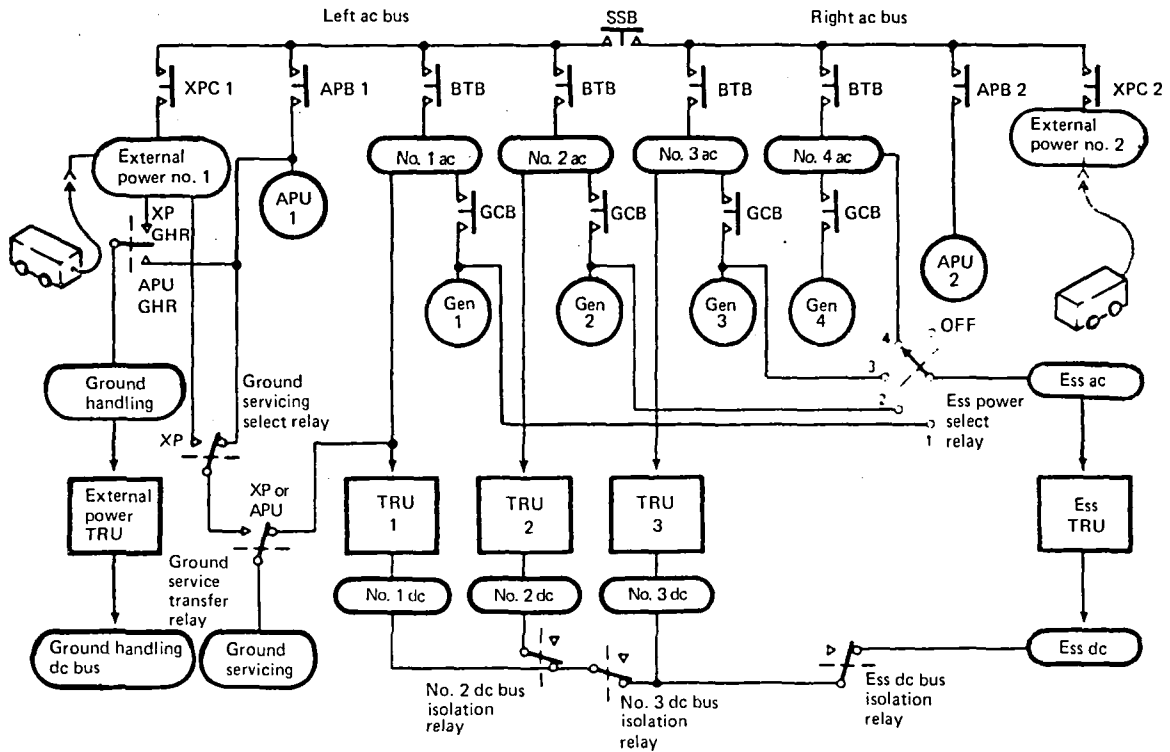 Left ac bus
SSB
Right ac bus
XPC 1
APB 1
BTB
BTB
BTB
BTB
APB 2
XPC 2
External
power no. 1
No. 1 ac
No. 2 ac
No. 3 ac
No. 4 ac
External
power no. 2
XP
GHR
APU
GHR
APU
1
GCB
GCB
GCB
GCB
Gen
1
Gen
2
Gen
3
Gen
4
APU
2
OFF
4
3
2
1
Ess power
select
relay
Ess ac
Ground
handling
Ground
servicing
select relay
XP
External
power
TRU
XP or
APU
TRU
1
TRU
2
TRU
3
Ess
TRU
Ground
service
transfer
relay
No. 1 dc
No. 2 dc
No. 3 dc
Ground handling
dc bus
Ground
servicing
No. 2 dc bus
isolation
relay
No. 3 dc bus
isolation
relay
Ess dc bus
isolation
relay
Ess dc